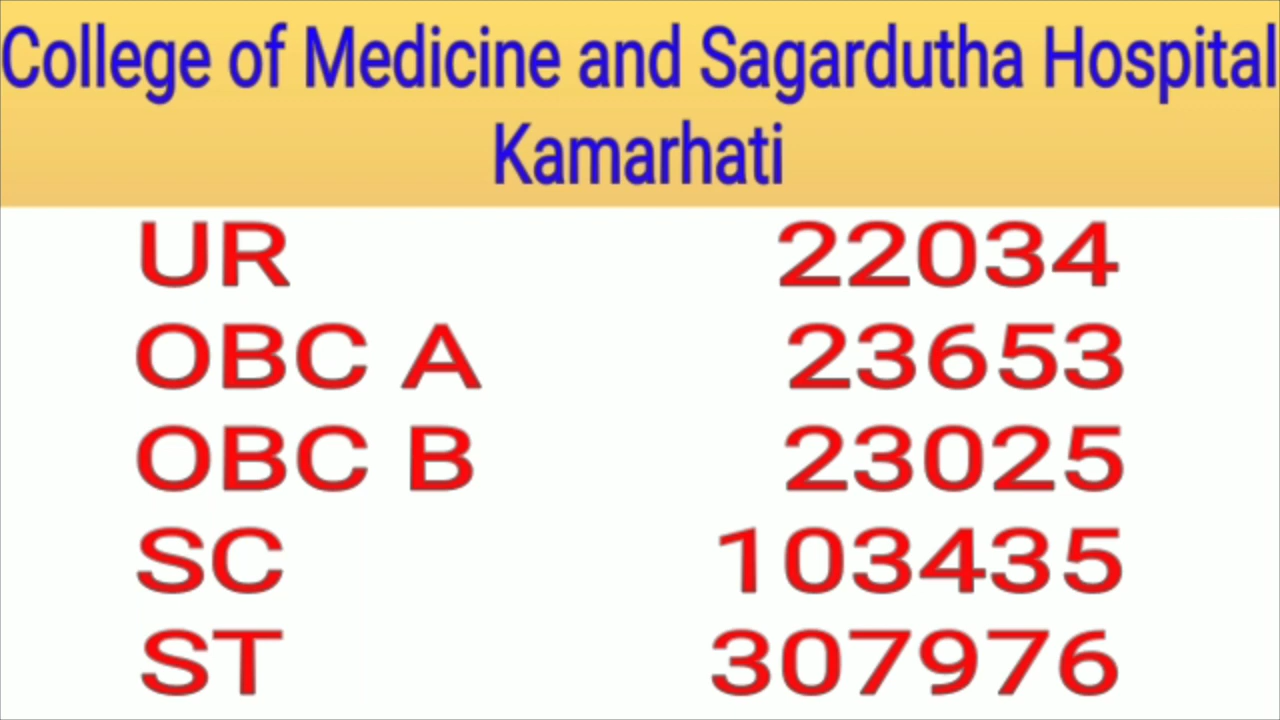 College of Medicine and Sagardutha Hospital
Kamarhati
UR 22034
OBC A 23653
OBC B 23025
SC 103435
ST 307976